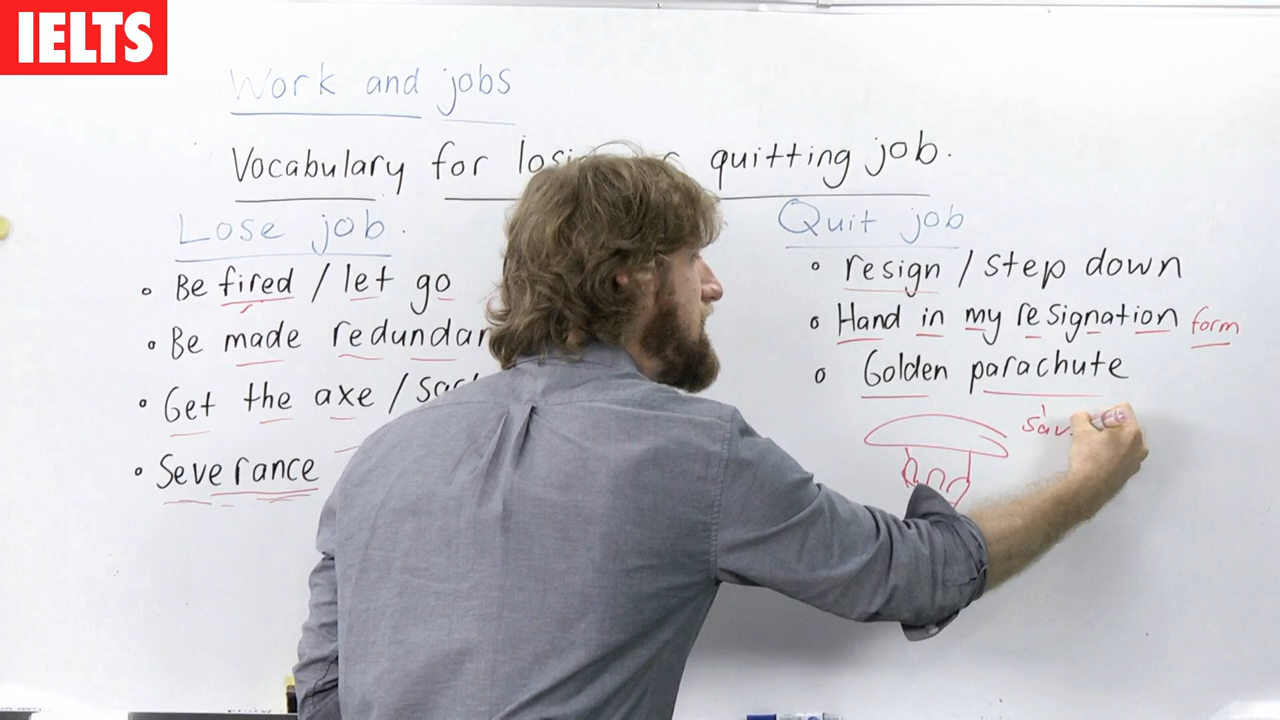 IELTS
Work and jobs
Vocabulary for quitting job.
Lose job.
Be fired / let go
Be made
Get the axe /
Severance
Quit job
resign / step down
Hand in my resignation form
Golden parachute